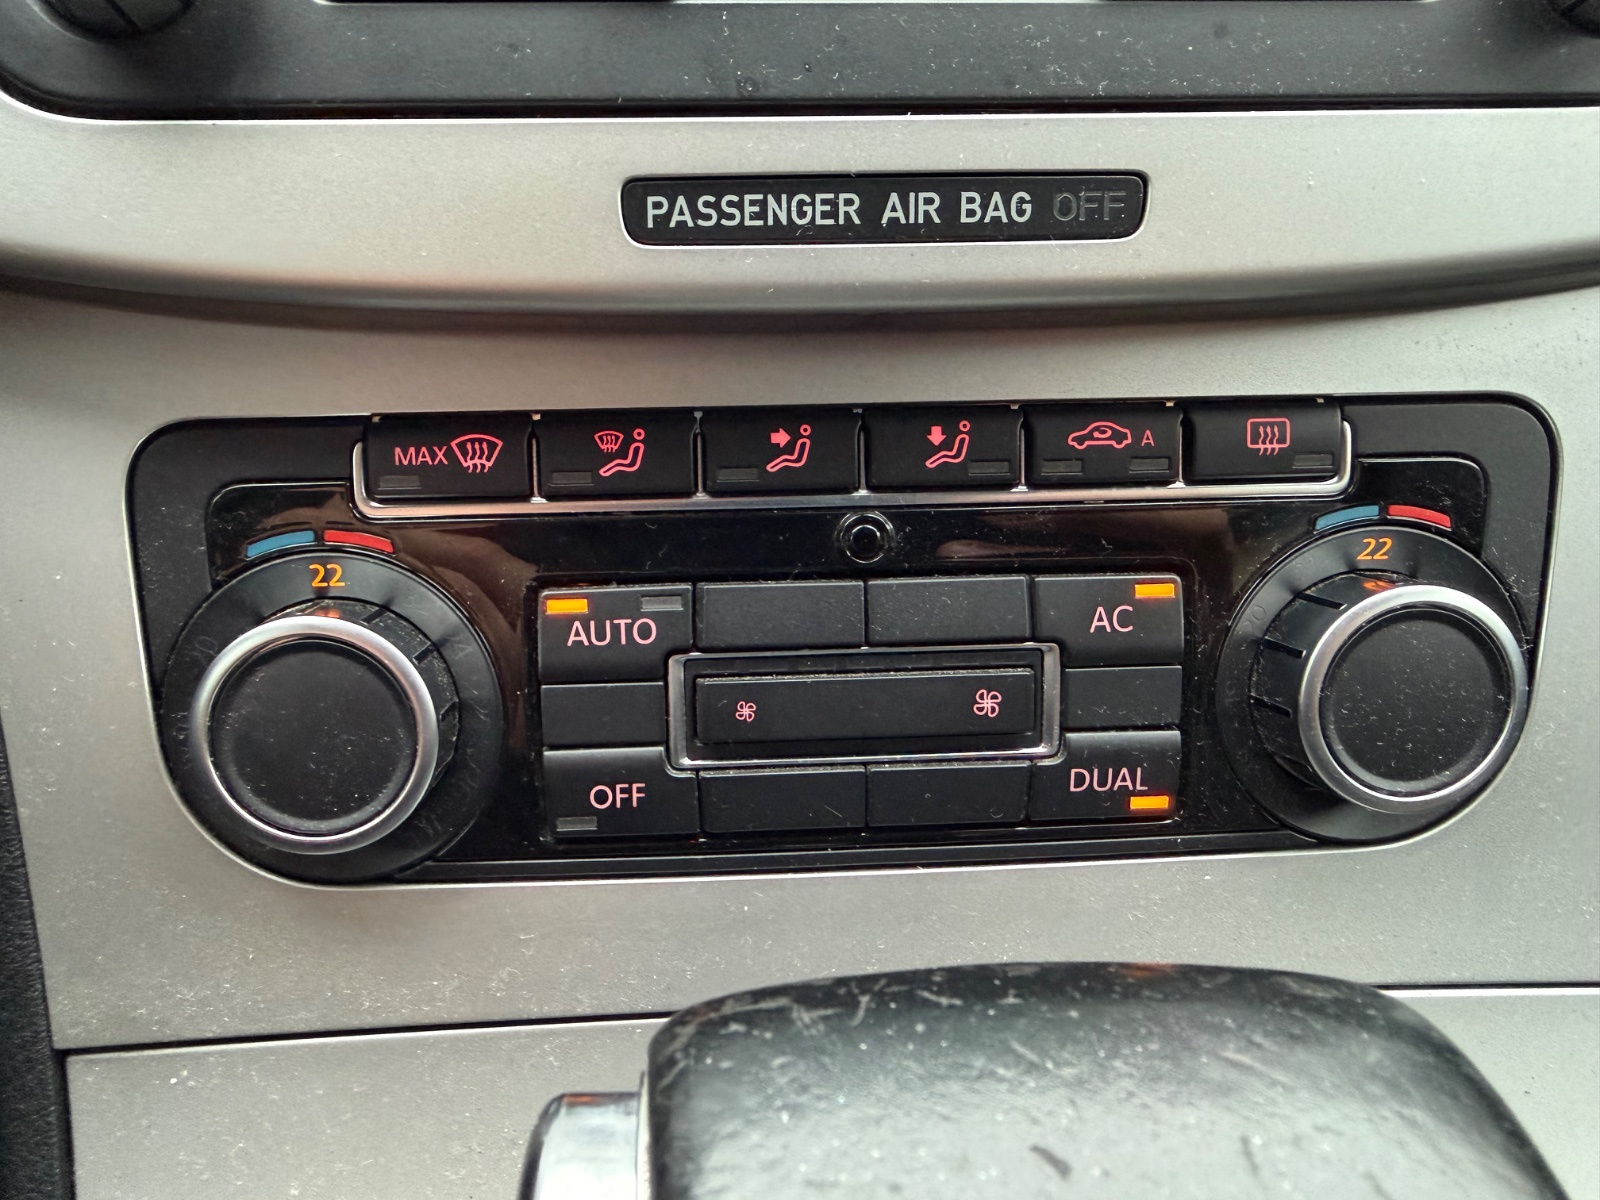 PASSENGER AIR BAG OFF
MAX
A
22
22
AUTO
AC
OFF
DUAL